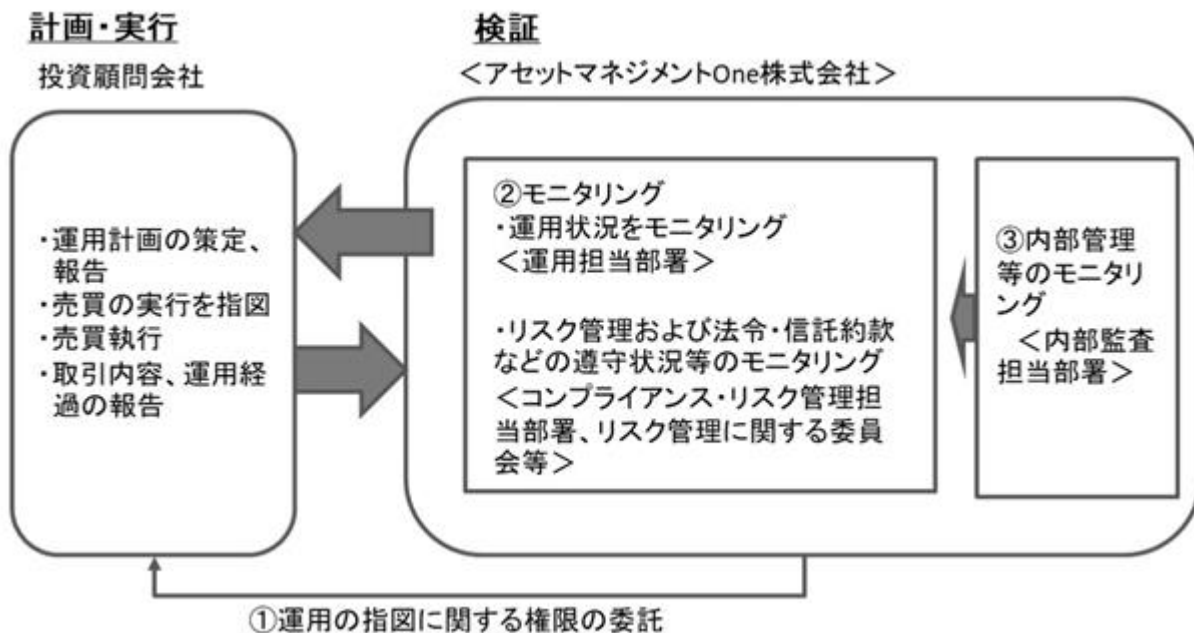 計画・実行
投資顧問会社
・運用計画の策定、
報告
・売買の実行を指図
・売買執行
・取引内容、運用経
過の報告
検証
＜アセットマネジメントOne株式会社＞
②モニタリング
・運用状況をモニタリング
＜運用担当部署＞
・リスク管理および法令・信託約款
などの遵守状況等のモニタリング
＜コンプライアンス・リスク管理担
当部署、リスク管理に関する委員
会等＞
③内部管理
等のモニタリ
ング
＜内部監査
担当部署＞
①運用の指図に関する権限の委託